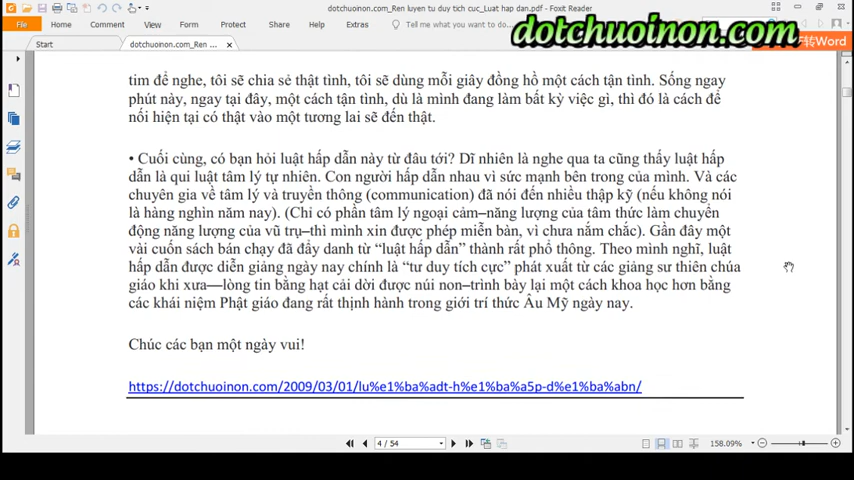 dotchuoinon.com_Ren luyen tu duy tich cuc_Luat hap dan.pdf - Foxit Reader
File Home Comment View Form Protect Share Help Extras Tell me what you want to do...
dotchuoinon.com
转Word
Start dotchuoinon.com_Ren ...
tim để nghe, tôi sẽ chia sẻ thật tình, tôi sẽ dùng mỗi giây đồng hồ một cách tận tình. Sống ngay
phút này, ngay tại đây, một cách tận tình, dù là mình đang làm bất kỳ việc gì, thì đó là cách để
nối hiện tại có thật vào một tương lai sẽ đến thật.
• Cuối cùng, có bạn hỏi luật hấp dẫn này từ đâu tới? Dĩ nhiên là nghe qua ta cũng thấy luật hấp
dẫn là qui luật tâm lý tự nhiên. Con người hấp dẫn nhau vì sức mạnh bên trong của mình. Và các
chuyên gia về tâm lý và truyền thông (communication) đã nói đến nhiều thập kỹ (nếu không nói
là hàng nghìn năm nay). (Chỉ có phần tâm lý ngoại cảm–năng lượng của tâm thức làm chuyển
động năng lượng của vũ trụ–thì mình xin được phép miễn bàn, vì chưa nắm chắc). Gần đây một
vài cuốn sách bán chạy đã đẩy danh từ “luật hấp dẫn” thành rất phổ thông. Theo mình nghĩ, luật
hấp dẫn được diễn giảng ngày nay chính là “tư duy tích cực” phát xuất từ các giáng sư thiên chúa
giáo khi xưa—lòng tin bằng hạt cải dời được núi non–trình bày lại một cách khoa học hơn bằng
các khái niệm Phật giáo đang rất thịnh hành trong giới trí thức Âu Mỹ ngày nay.
Chúc các bạn một ngày vui!
https://dotchuoinon.com/2009/03/01/lu%e1%ba%adt-h%e1%ba%a5p-d%e1%ba%abn/
4 / 54
158.09%